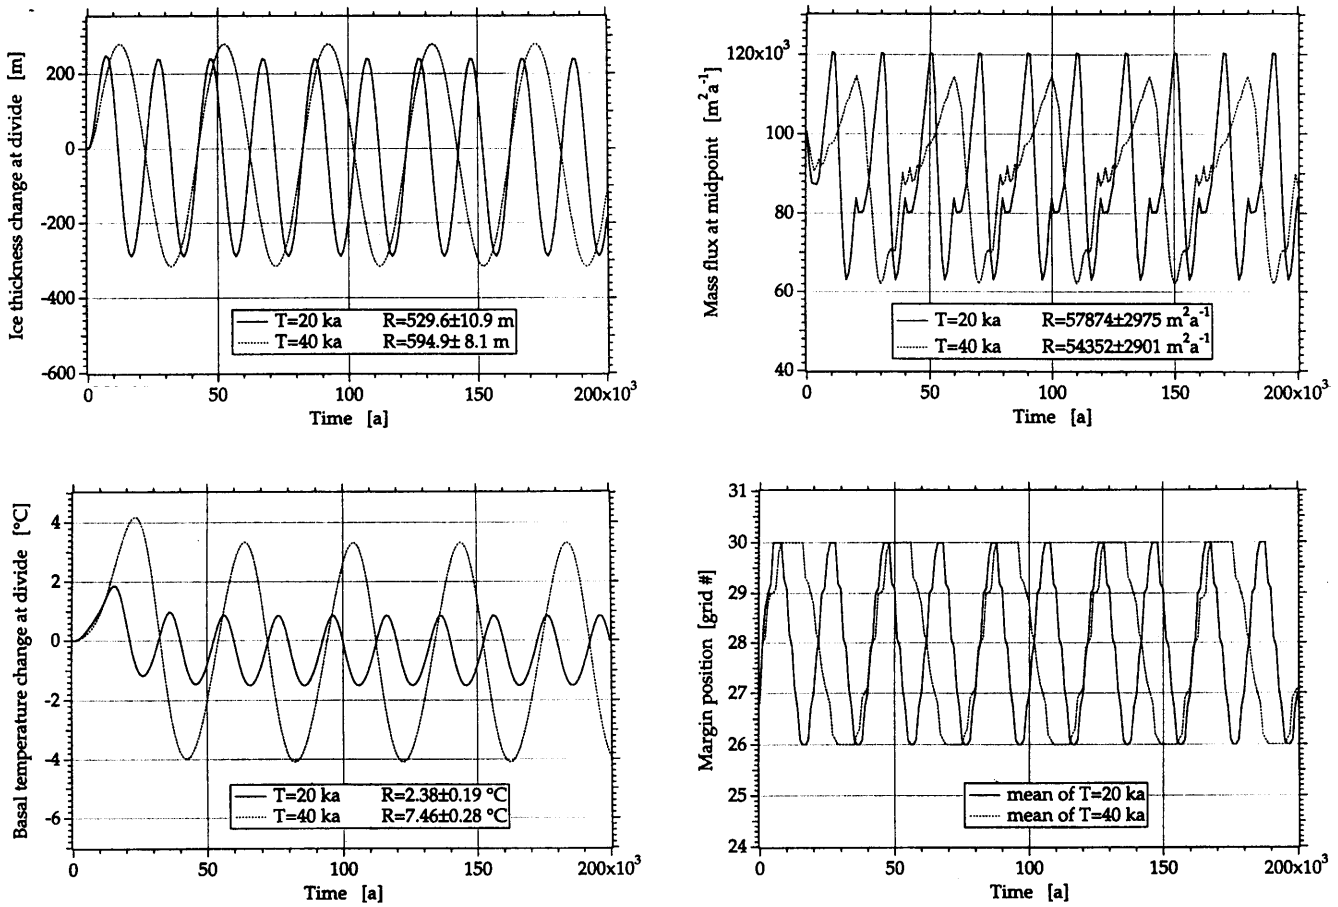 Ice thickness change at divide [m]
200
0
-200
-400
-600
T=20 ka R=529.6±10.9 m
T=40 ka R=594.9± 8.1 m
0 50 100 150 200x10³
Time [a]
Mass flux at midpoint [m²a⁻¹]
120x10³
100
80
60
40
T=20 ka R=57874±2975 m²a⁻¹
T=40 ka R=54352±2901 m²a⁻¹
0 50 100 150 200x10³
Time [a]
Basal temperature change at divide [°C]
4
2
0
-2
-4
-6
T=20 ka R=2.38±0.19 °C
T=40 ka R=7.46±0.28 °C
0 50 100 150 200x10³
Time [a]
Margin position [grid #]
31
30
29
28
27
26
25
24
mean of T=20 ka
mean of T=40 ka
0 50 100 150 200x10³
Time [a]